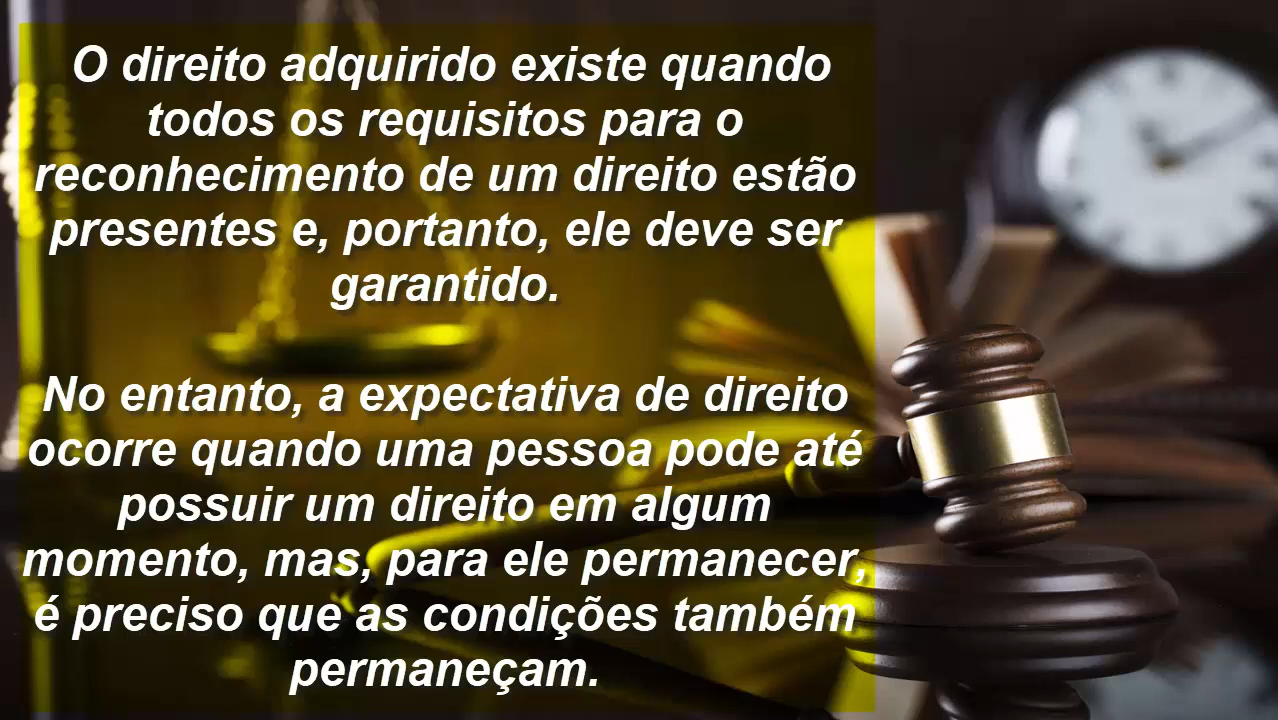 O direito adquirido existe quando
todos os requisitos para o
reconhecimento de um direito estão
presentes e, portanto, ele deve ser
garantido.
No entanto, a expectativa de direito
ocorre quando uma pessoa pode até
possuir um direito em algum
momento, mas, para ele permanecer,
é preciso que as condições também
permaneçam.